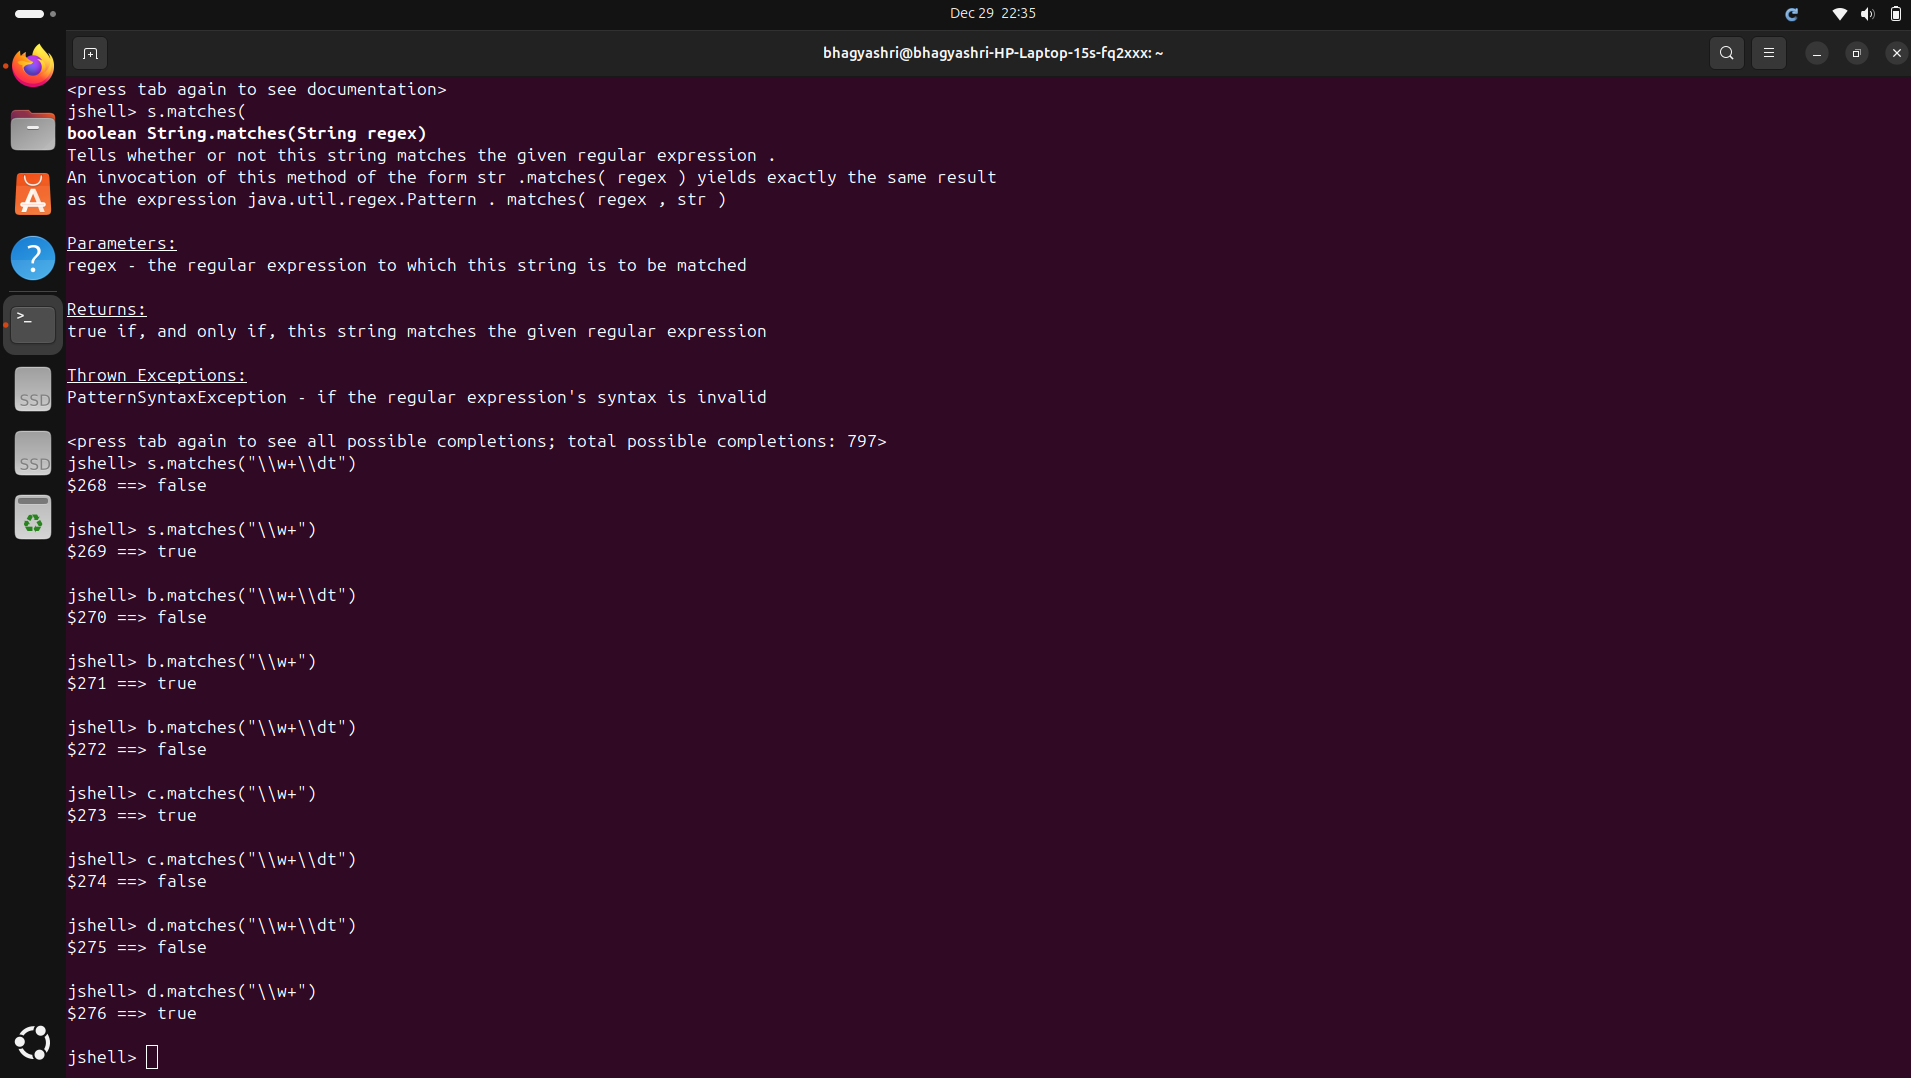 Dec 29 22:35
bhagyashri@bhagyashri-HP-Laptop-15s-fq2xxx: ~
<press tab again to see documentation>
jshell> s.matches(
boolean String.matches(String regex)
Tells whether or not this string matches the given regular expression .
An invocation of this method of the form str .matches( regex ) yields exactly the same result
as the expression java.util.regex.Pattern . matches( regex , str )
Parameters:
regex - the regular expression to which this string is to be matched
Returns:
true if, and only if, this string matches the given regular expression
Thrown Exceptions:
PatternSyntaxException - if the regular expression's syntax is invalid
<press tab again to see all possible completions; total possible completions: 797>
jshell> s.matches("\\w+\\dt")
$268 ==> false
jshell> s.matches("\\w+")
$269 ==> true
jshell> b.matches("\\w+\\dt")
$270 ==> false
jshell> b.matches("\\w+")
$271 ==> true
jshell> b.matches("\\w+\\dt")
$272 ==> false
jshell> c.matches("\\w+")
$273 ==> true
jshell> c.matches("\\w+\\dt")
$274 ==> false
jshell> d.matches("\\w+\\dt")
$275 ==> false
jshell> d.matches("\\w+")
$276 ==> true
jshell>
A
?
>_
SSD
SSD